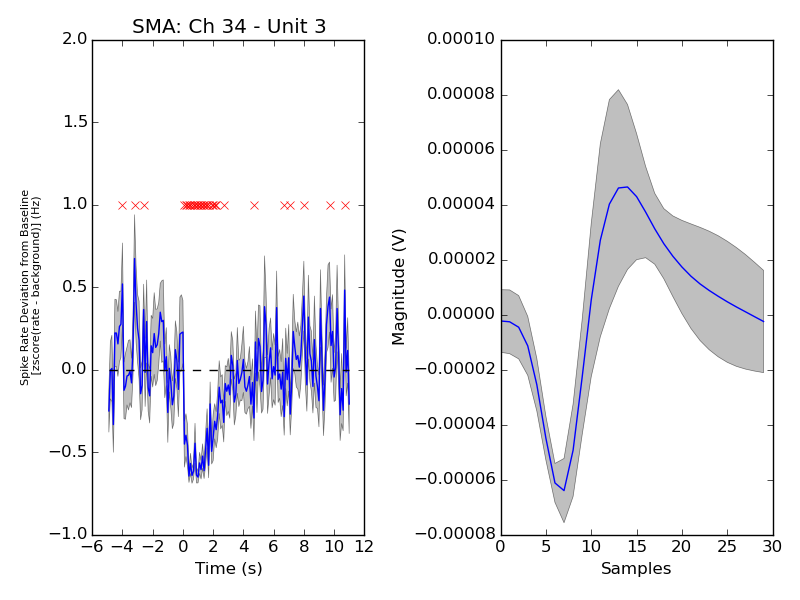 SMA: Ch 34 - Unit 3
Spike Rate Deviation from Baseline
[zscore(rate - background)] (Hz)
2.0
1.5
1.0
0.5
0.0
−0.5
−1.0
−6 −4 −2 0 2 4 6 8 10 12
Time (s)
Magnitude (V)
0.00010
0.00008
0.00006
0.00004
0.00002
0.00000
−0.00002
−0.00004
−0.00006
−0.00008
0 5 10 15 20 25 30
Samples